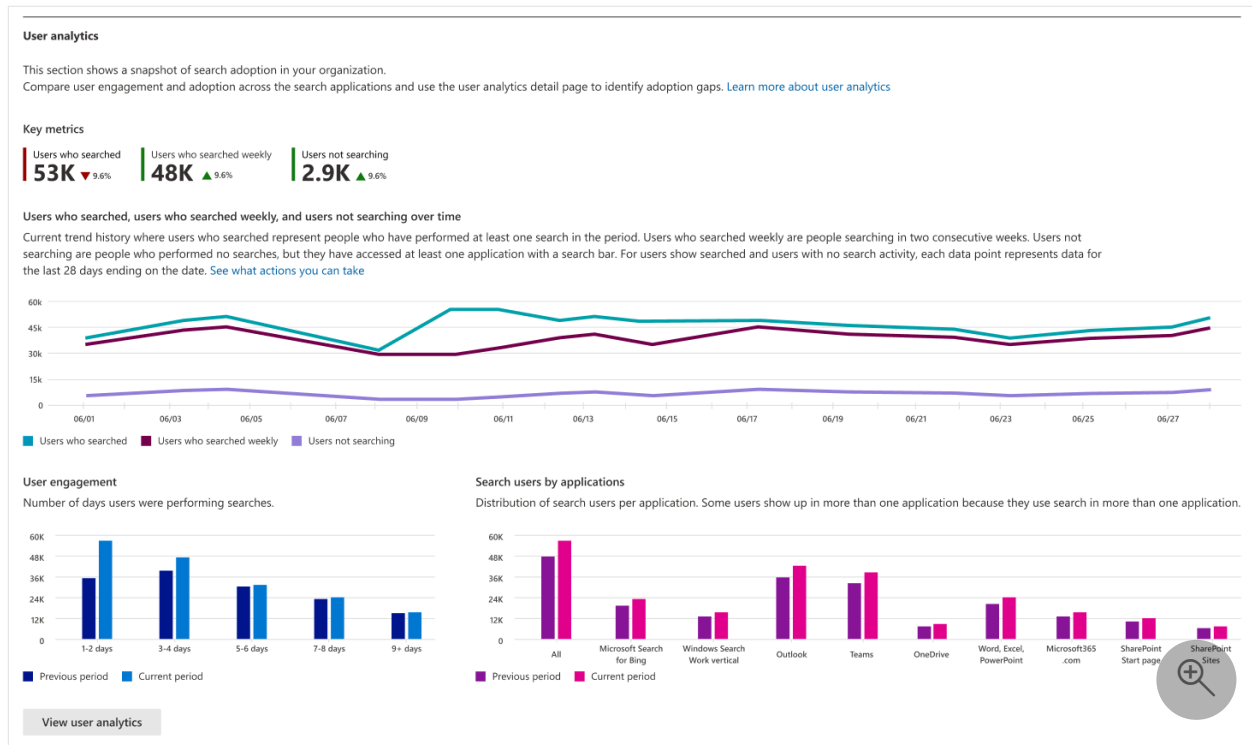 User analytics
This section shows a snapshot of search adoption in your organization.
Compare user engagement and adoption across the search applications and use the user analytics detail page to identify adoption gaps. Learn more about user analytics
Key metrics
Users who searched Users who searched weekly Users not searching
53K ▼ 9.6% 48K ▲ 9.6% 2.9K ▲ 9.6%
Users who searched, users who searched weekly, and users not searching over time
Current trend history where users who searched represent people who have performed at least one search in the period. Users who searched weekly are people searching in two consecutive weeks. Users not
searching are people who performed no searches, but they have accessed at least one application with a search bar. For users show searched and users with no search activity, each data point represents data for
the last 28 days ending on the date. See what actions you can take
60k
45k
30k
15k
0
06/01 06/03 06/05 06/07 06/09 06/11 06/13 06/15 06/17 06/19 06/21 06/23 06/25 06/27
Users who searched Users who searched weekly Users not searching
User engagement
Number of days users were performing searches.
60K
48K
36K
24K
12K
0
1-2 days 3-4 days 5-6 days 7-8 days 9+ days
Previous period Current period
Search users by applications
Distribution of search users per application. Some users show up in more than one application because they use search in more than one application.
60K
48K
36K
24K
12K
0
All Microsoft Search Windows Search Outlook Teams OneDrive Word, Excel, Microsoft365 SharePoint SharePoint
for Bing Work vertical PowerPoint .com Start page Sites
Previous period Current period
View user analytics